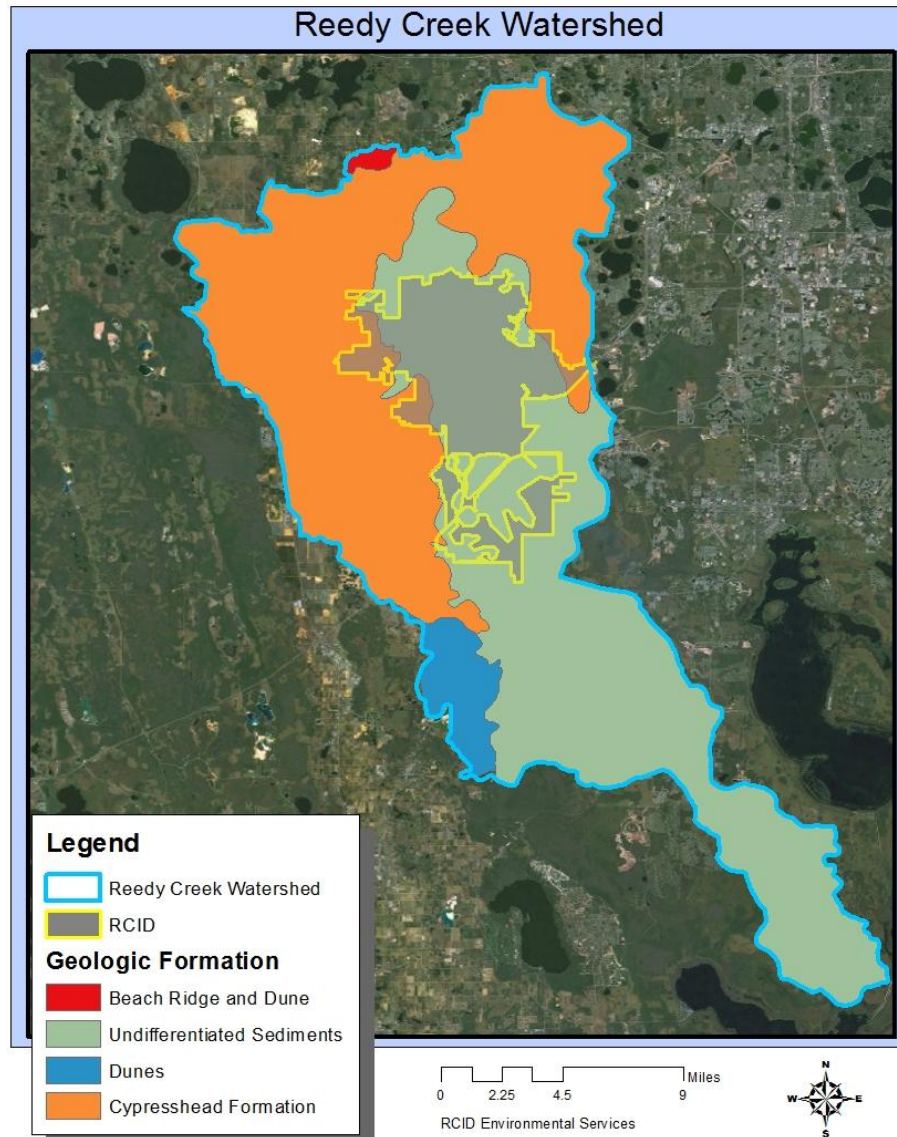 Reedy Creek Watershed
Legend
Reedy Creek Watershed
RCID
Geologic Formation
Beach Ridge and Dune
Undifferentiated Sediments
Dunes
Cypresshead Formation
Miles
0 2.25 4.5 9
RCID Environmental Services
N
W E
S